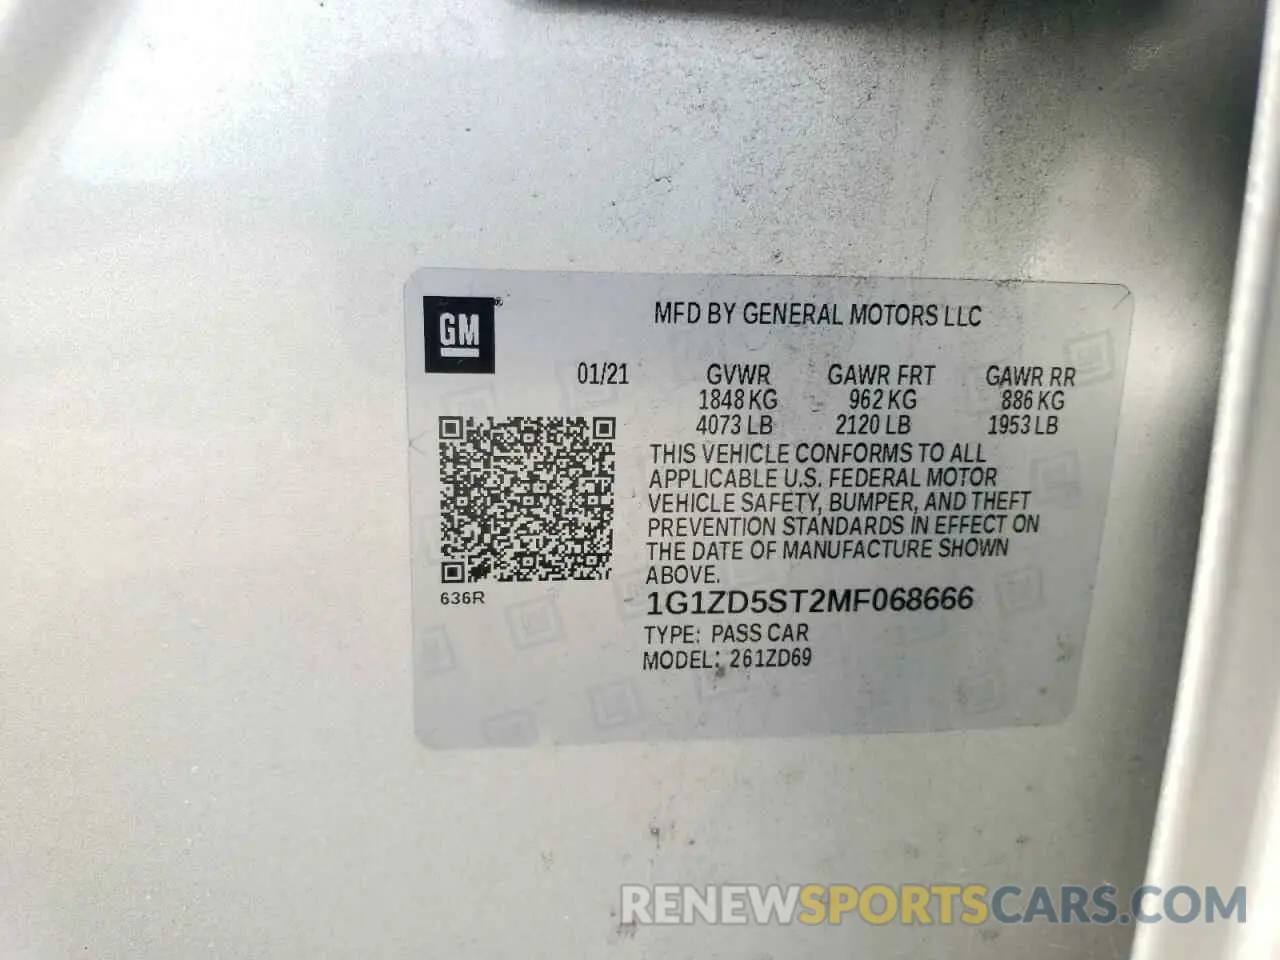 GM®
MFD BY GENERAL MOTORS LLC
01/21 GVWR GAWR FRT GAWR RR
1848 KG 962 KG 886 KG
4073 LB 2120 LB 1953 LB
THIS VEHICLE CONFORMS TO ALL
APPLICABLE U.S. FEDERAL MOTOR
VEHICLE SAFETY, BUMPER, AND THEFT
PREVENTION STANDARDS IN EFFECT ON
THE DATE OF MANUFACTURE SHOWN
ABOVE.
636R
1G1ZD5ST2MF068666
TYPE: PASS CAR
MODEL: 261ZD69
RENEWSPORTSCARS.COM